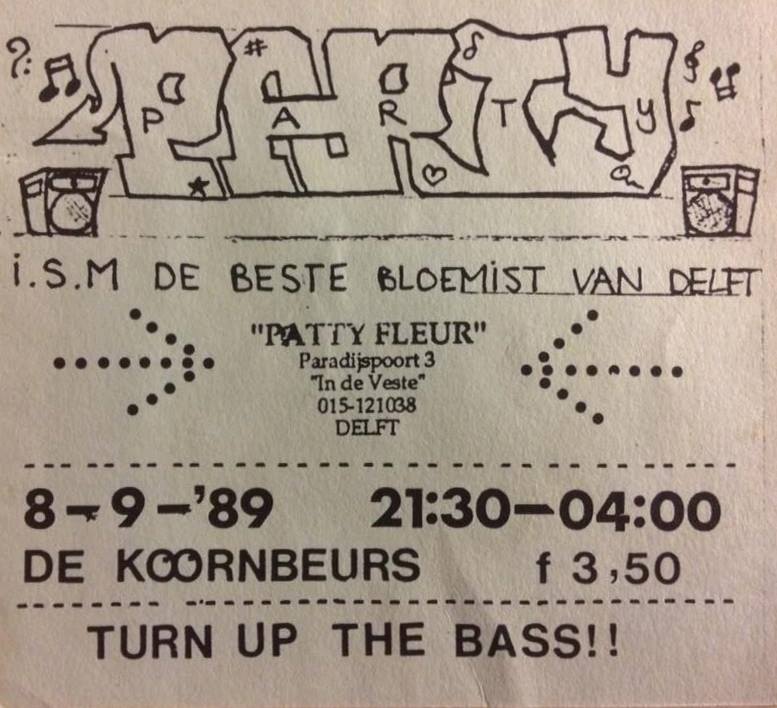 PARTY
P A R T Y
i.S.M DE BESTE BLOEMIST VAN DELFT
"PATTY FLEUR"
Paradijspoort 3
"In de Veste"
015-121038
DELFT
8-9-'89 21:30-04:00
DE KOORNBEURS f 3,50
TURN UP THE BASS!!